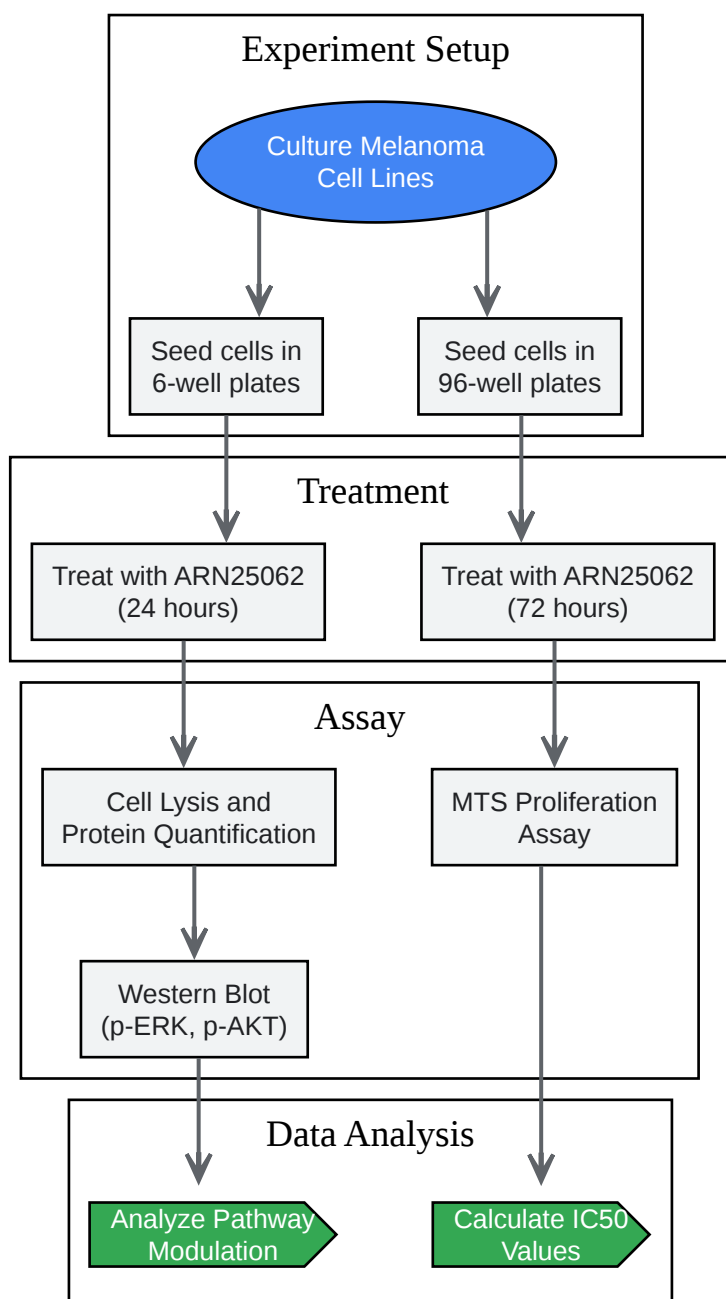 Experiment Setup
Culture Melanoma
Cell Lines
Seed cells in
6-well plates
Seed cells in
96-well plates
Treatment
Treat with ARN25062
(24 hours)
Treat with ARN25062
(72 hours)
Assay
Cell Lysis and
Protein Quantification
MTS Proliferation
Assay
Western Blot
(p-ERK, p-AKT)
Data Analysis
Analyze Pathway
Modulation
Calculate IC50
Values